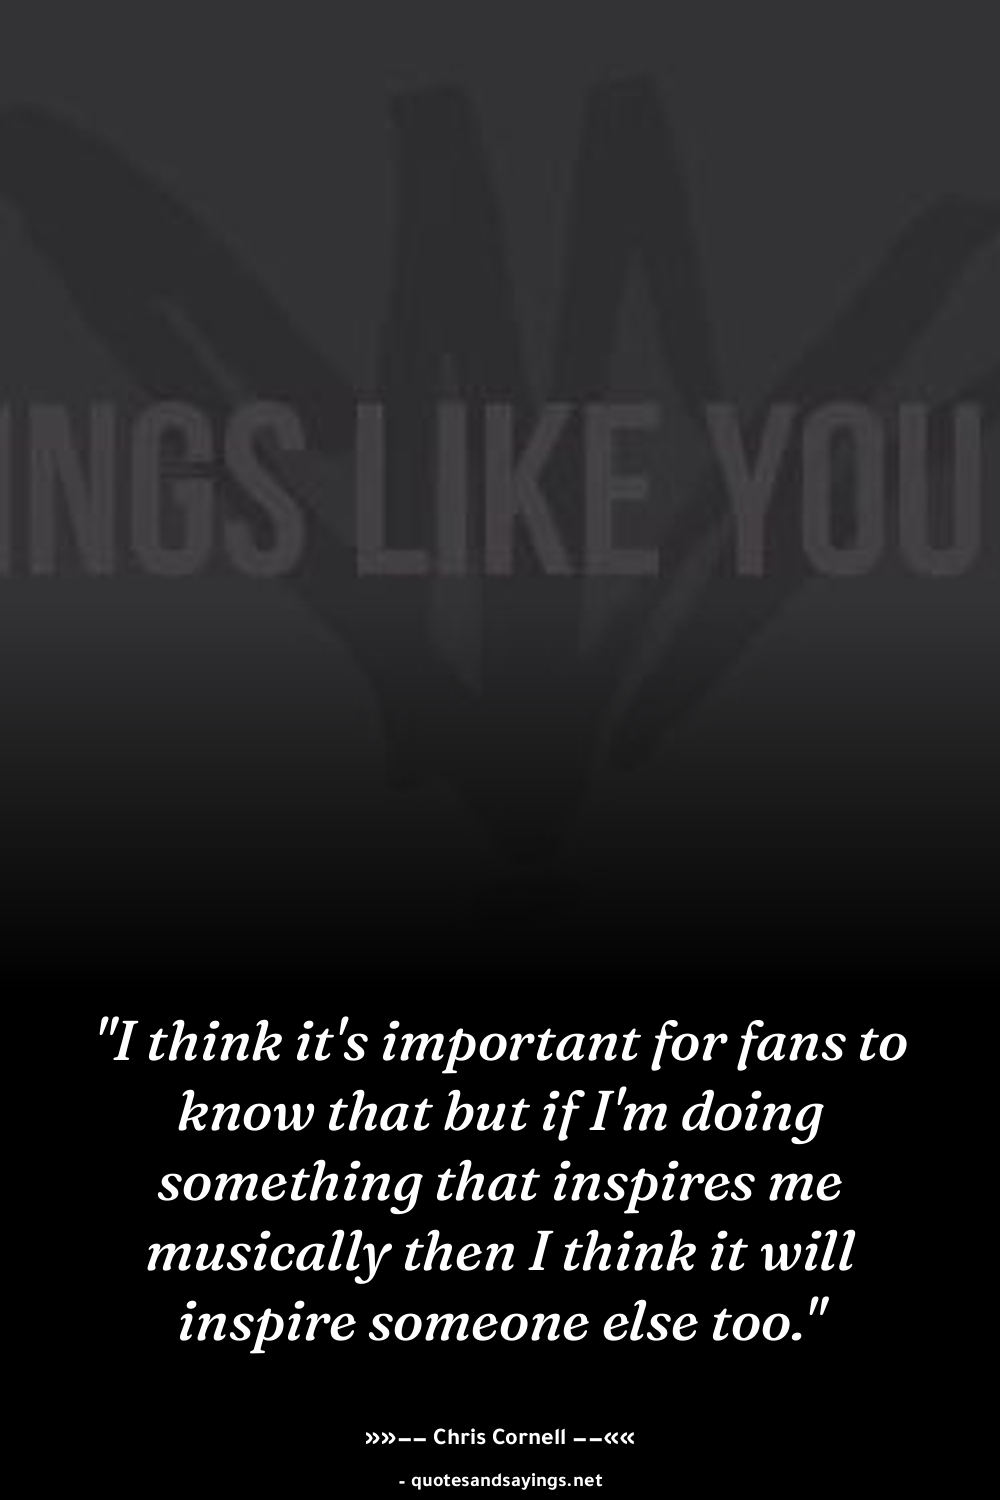 INGS LIKE YOU
"I think it's important for fans to
know that but if I'm doing
something that inspires me
musically then I think it will
inspire someone else too."
»»–– Chris Cornell ––««
- quotesandsayings.net